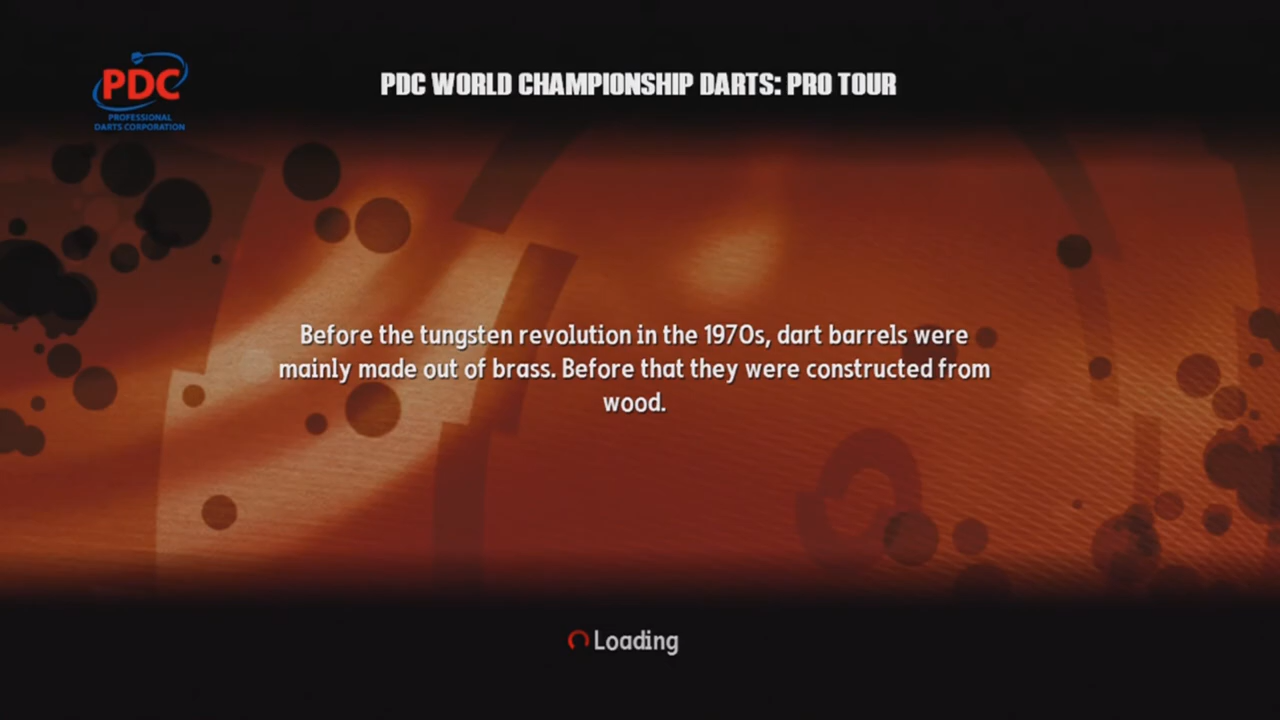 PDC
PROFESSIONAL
DARTS CORPORATION
PDC WORLD CHAMPIONSHIP DARTS: PRO TOUR
Before the tungsten revolution in the 1970s, dart barrels were
mainly made out of brass. Before that they were constructed from
wood.
Loading